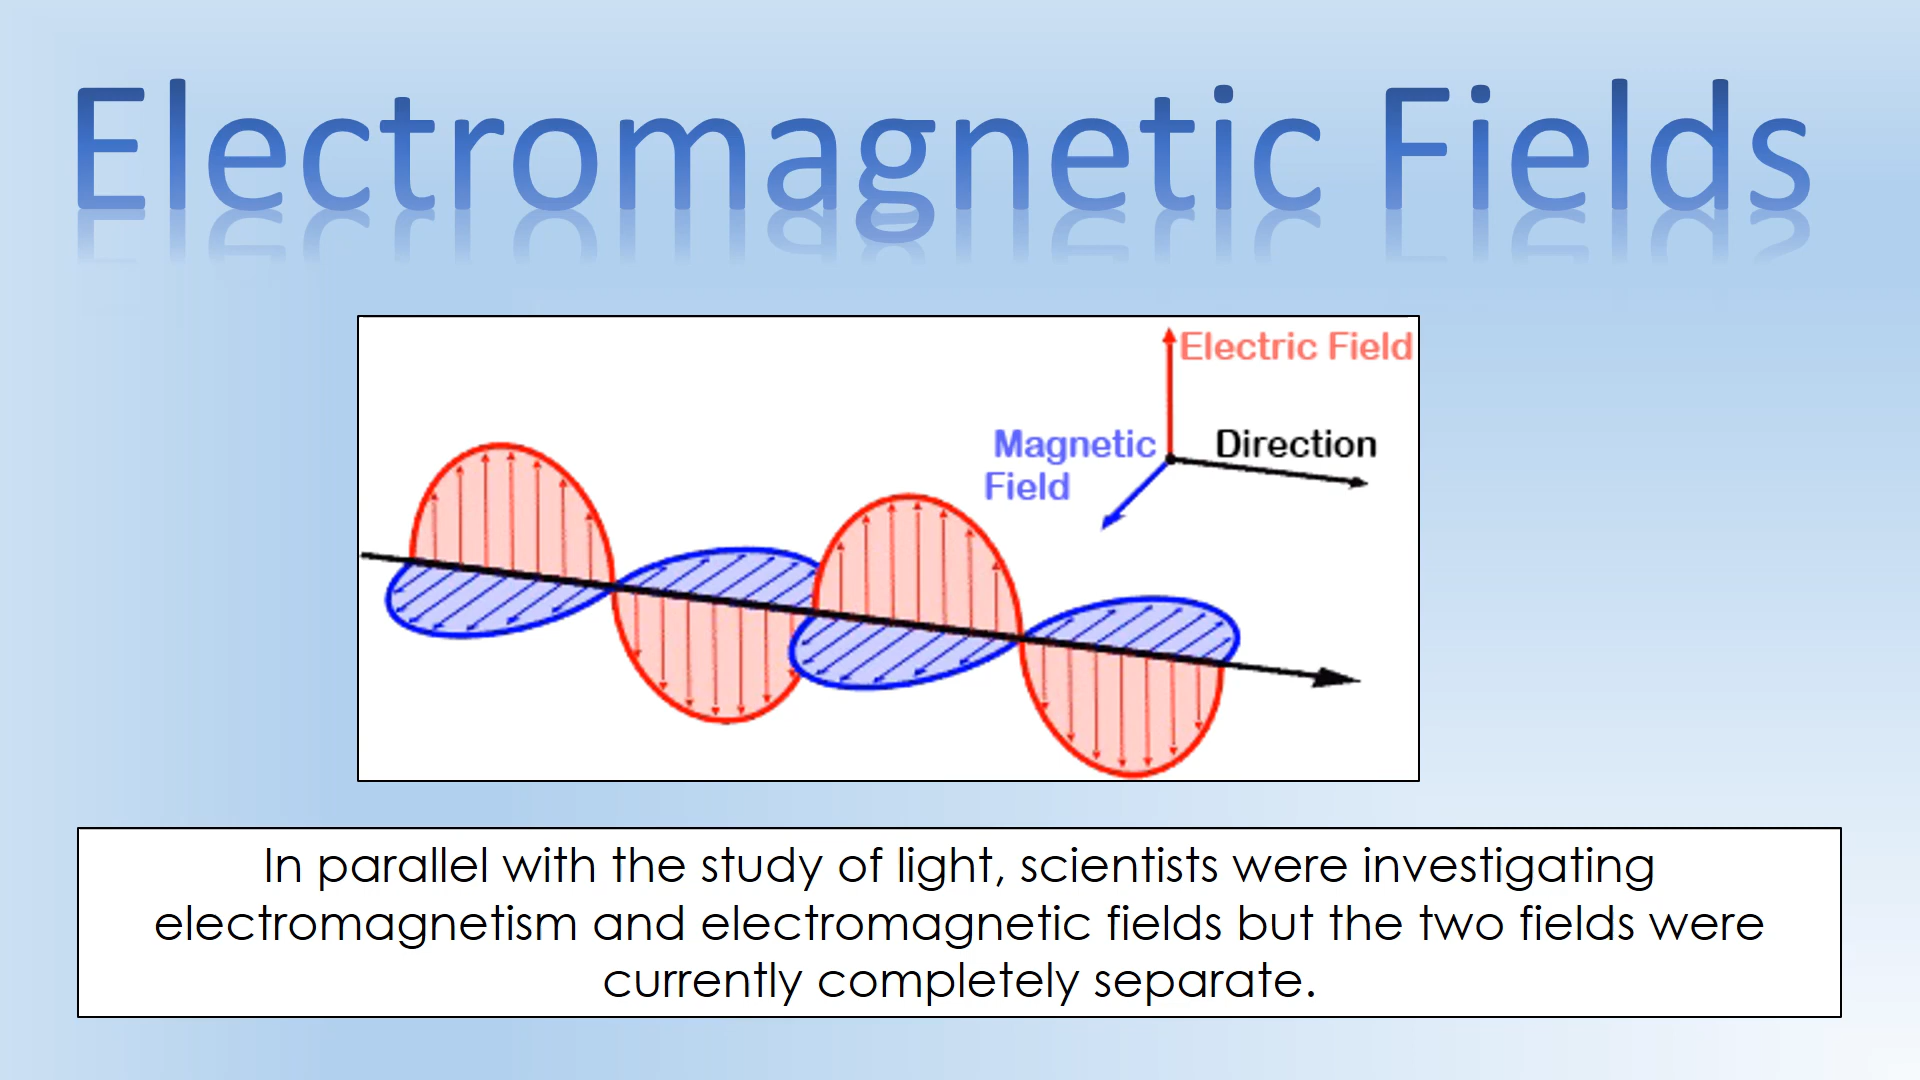 Electromagnetic Fields
Electric Field
Magnetic
Field
Direction
In parallel with the study of light, scientists were investigating
electromagnetism and electromagnetic fields but the two fields were
currently completely separate.